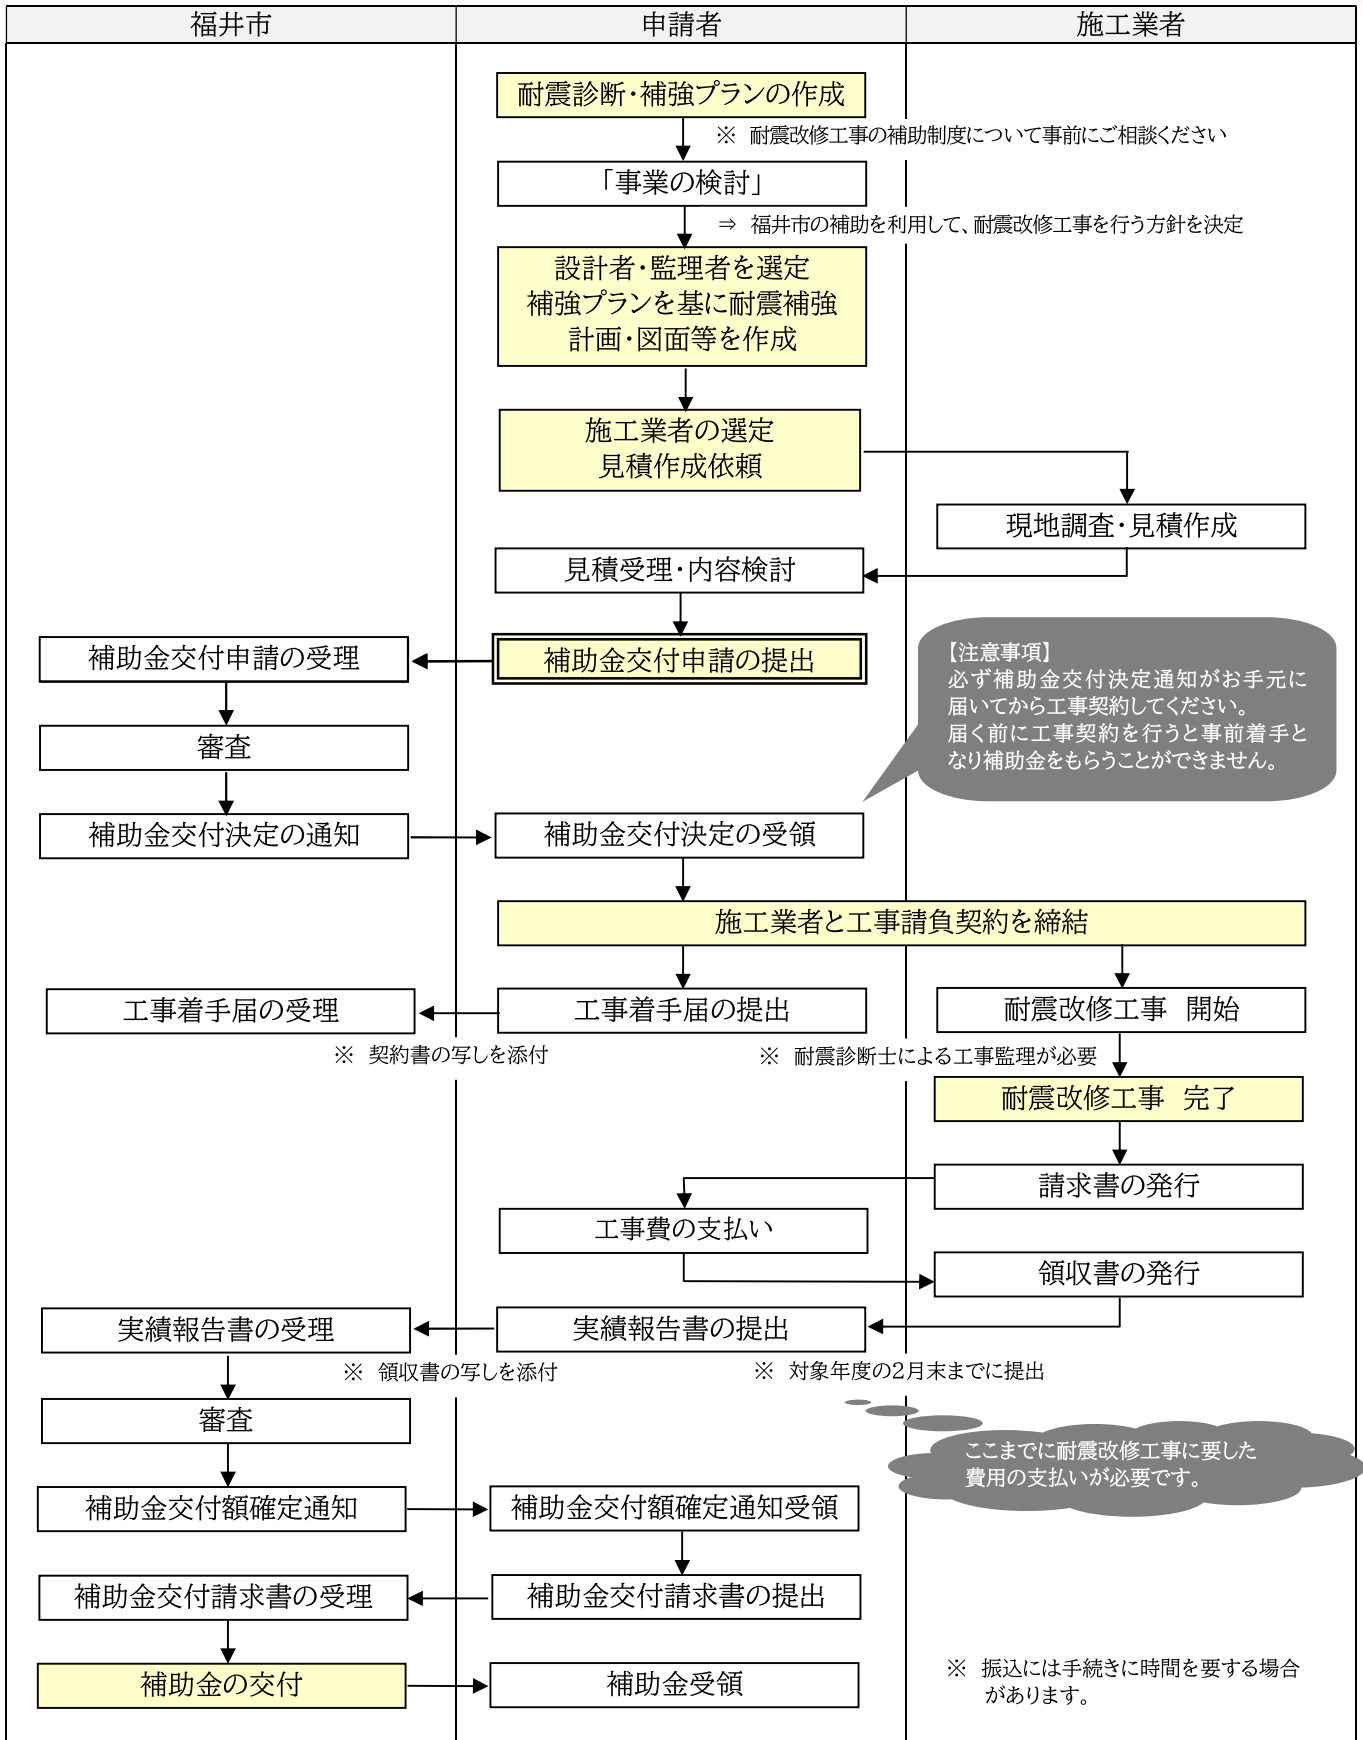 福井市
申請者
施工業者
耐震診断・補強プランの作成
※　耐震改修工事の補助制度について事前にご相談ください
「事業の検討」
⇒　福井市の補助を利用して、耐震改修工事を行う方針を決定
設計者・監理者を選定
補強プランを基に耐震補強
計画・図面等を作成
施工業者の選定
見積作成依頼
現地調査・見積作成
見積受理・内容検討
補助金交付申請の受理
補助金交付申請の提出
【注意事項】
必ず補助金交付決定通知がお手元に
届いてから工事契約してください。
届く前に工事契約を行うと事前着手と
なり補助金をもらうことができません。
審査
補助金交付決定の通知
補助金交付決定の受領
施工業者と工事請負契約を締結
工事着手届の受理
工事着手届の提出
耐震改修工事　開始
※　契約書の写しを添付
※　耐震診断士による工事監理が必要
耐震改修工事　完了
請求書の発行
工事費の支払い
領収書の発行
実績報告書の受理
実績報告書の提出
※　領収書の写しを添付
※　対象年度の2月末までに提出
審査
ここまでに耐震改修工事に要した
費用の支払いが必要です。
補助金交付額確定通知
補助金交付額確定通知受領
補助金交付請求書の受理
補助金交付請求書の提出
補助金の交付
補助金受領
※　振込には手続きに時間を要する場合
があります。